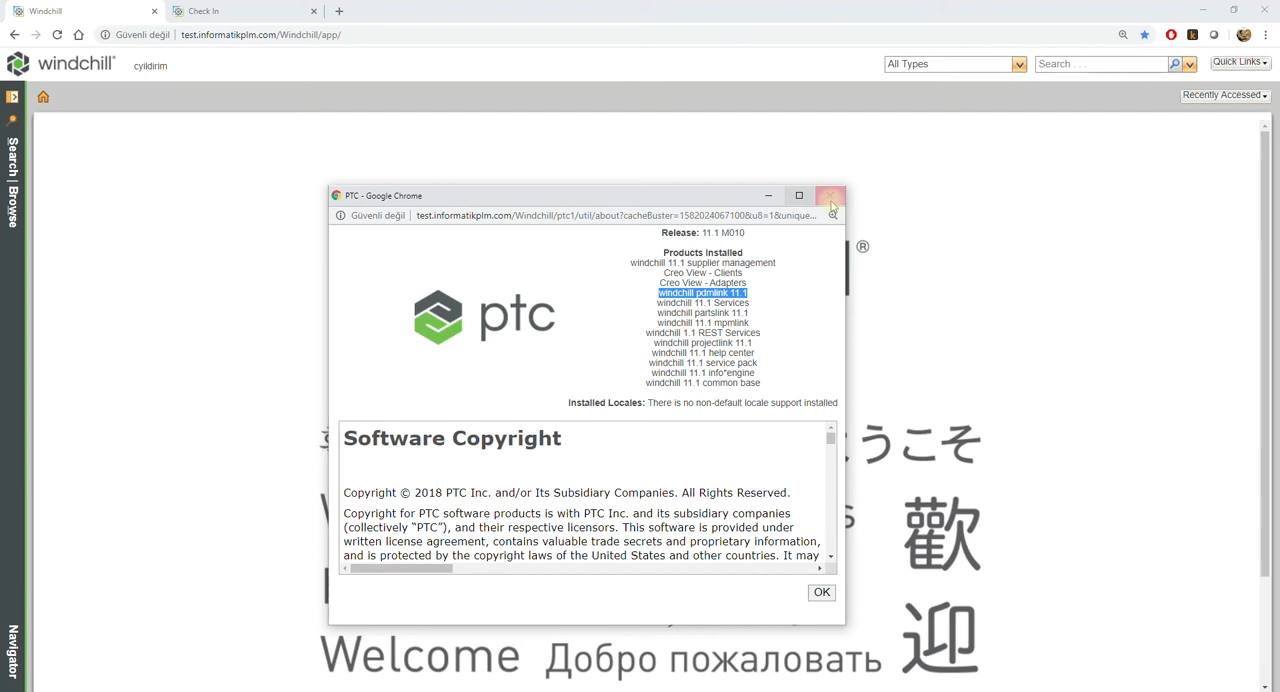 Windchill
Check In
Güvenli değil
test.informatikplm.com/Windchill/app/
windchill®
cyildirim
All Types
Search . . .
Quick Links
Recently Accessed
Search | Browse
Navigator
PTC - Google Chrome
Güvenli değil
test.informatikplm.com/Windchill/ptc1/util/about?cacheBuster=1582024067100&u8=1&unique...
Release: 11.1 M010
Products Installed
windchill 11.1 supplier management
Creo View - Clients
Creo View - Adapters
windchill pdmlink 11.1
windchill 11.1 Services
windchill partslink 11.1
windchill 11.1 mpmlink
windchill 1.1 REST Services
windchill projectlink 11.1
windchill 11.1 help center
windchill 11.1 service pack
windchill 11.1 info*engine
windchill 11.1 common base
ptc
Installed Locales: There is no non-default locale support installed
Software Copyright
Copyright © 2018 PTC Inc. and/or Its Subsidiary Companies. All Rights Reserved.
Copyright for PTC software products is with PTC Inc. and its subsidiary companies
(collectively “PTC”), and their respective licensors. This software is provided under
written license agreement, contains valuable trade secrets and proprietary information,
and is protected by the copyright laws of the United States and other countries. It may
OK
®
うこそ
歡
迎
Welcome
Добро пожаловать